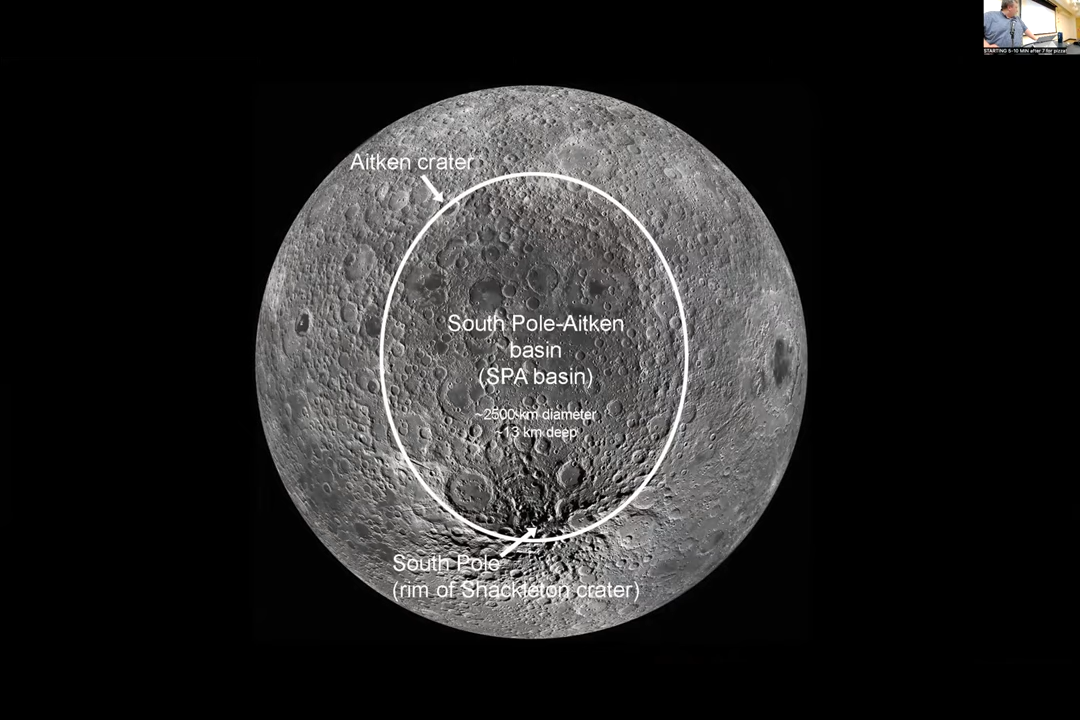 STARTING 5-10 MIN after 7 for pizza!
Aitken crater
South Pole-Aitken
basin
(SPA basin)
~2500 km diameter
~13 km deep
South Pole
(rim of Shackleton crater)